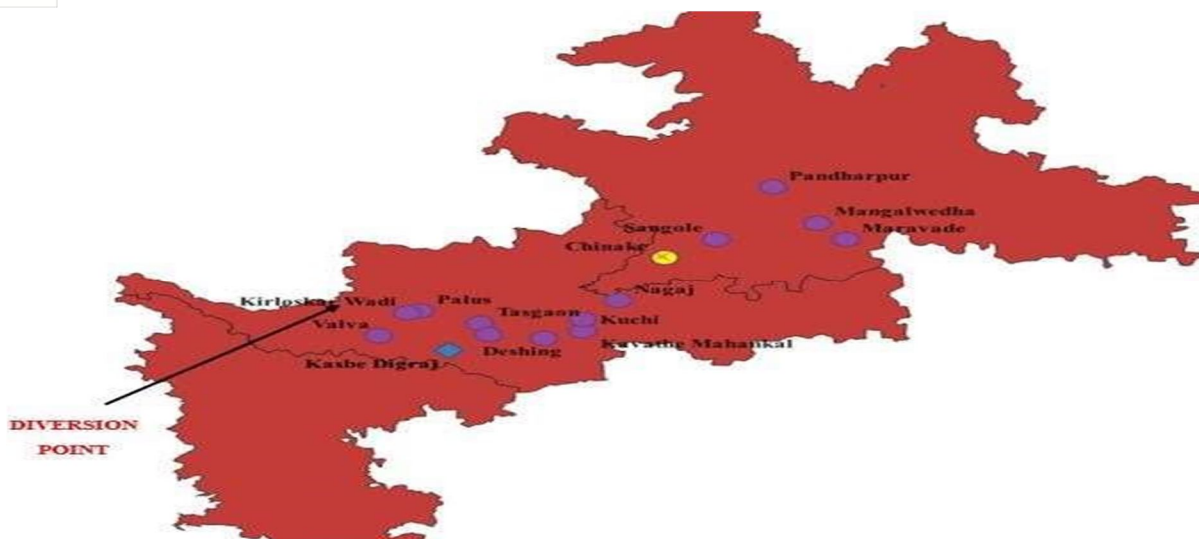 Pandharpur
Mangalwedha
Sangole
Maravade
Chinake
Nagaj
Kirloskar Wadi
Palus
Tasgaon
Kuchi
Valva
Deshing
Kavathe Mahankal
Kasbe Digraj
DIVERSION
POINT